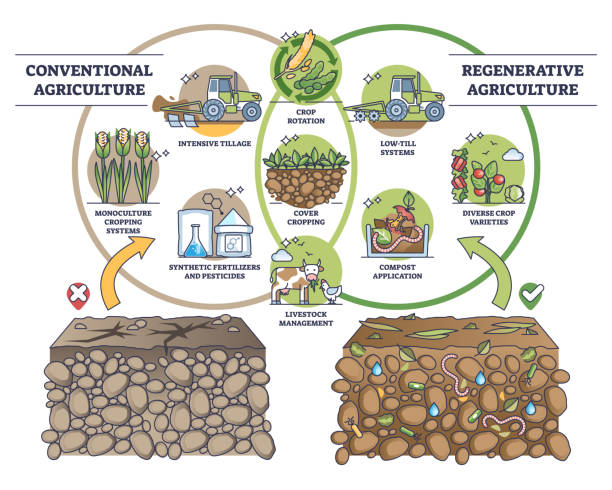 CONVENTIONAL
AGRICULTURE
REGENERATIVE
AGRICULTURE
CROP
ROTATION
INTENSIVE TILLAGE
LOW-TILL
SYSTEMS
MONOCULTURE
CROPPING
SYSTEMS
COVER
CROPPING
DIVERSE CROP
VARIETIES
SYNTHETIC FERTILIZERS
AND PESTICIDES
COMPOST
APPLICATION
LIVESTOCK
MANAGEMENT